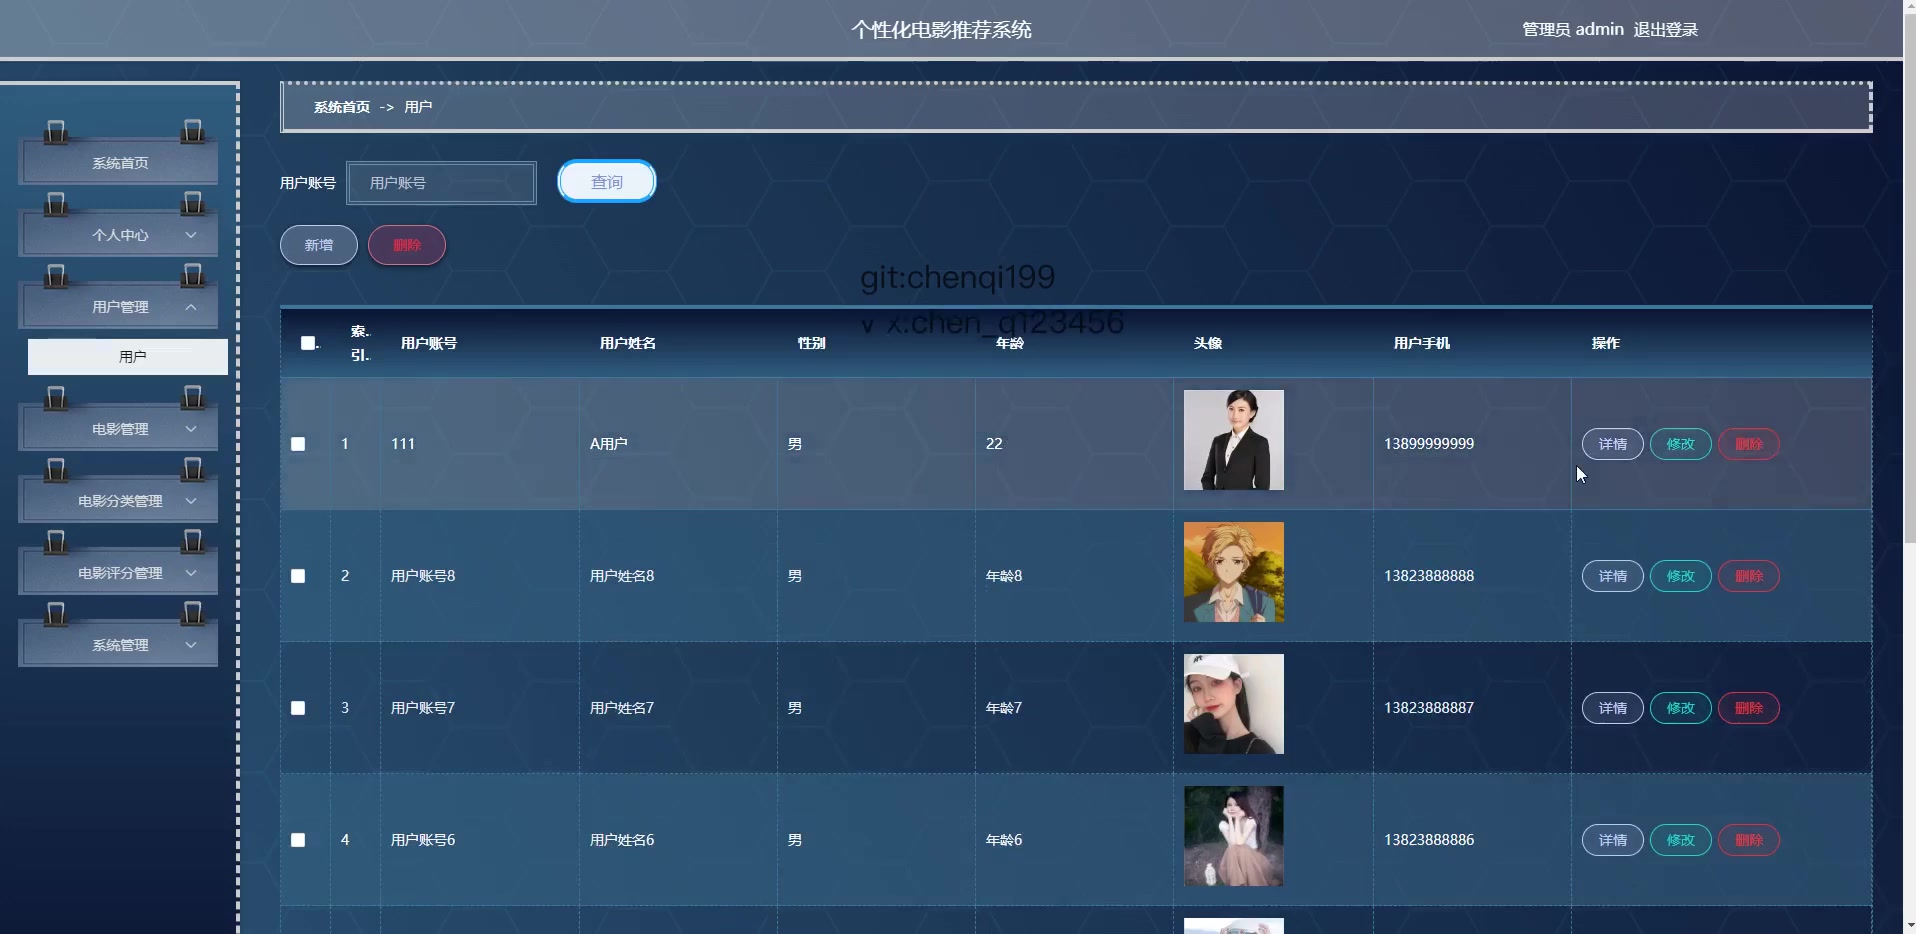 个性化电影推荐系统
管理员 admin 退出登录
系统首页 -> 用户
系统首页
个人中心
用户管理
用户
电影管理
电影分类管理
电影评分管理
系统管理
用户账号 用户账号 查询
新增 删除
git:chenqi199
v x:chen_q123456
索.. 引.. 用户账号 用户姓名 性别 年龄 头像 用户手机 操作
1 111 A用户 男 22 13899999999 详情 修改 删除
2 用户账号8 用户姓名8 男 年龄8 13823888888 详情 修改 删除
3 用户账号7 用户姓名7 男 年龄7 13823888887 详情 修改 删除
4 用户账号6 用户姓名6 男 年龄6 13823888886 详情 修改 删除